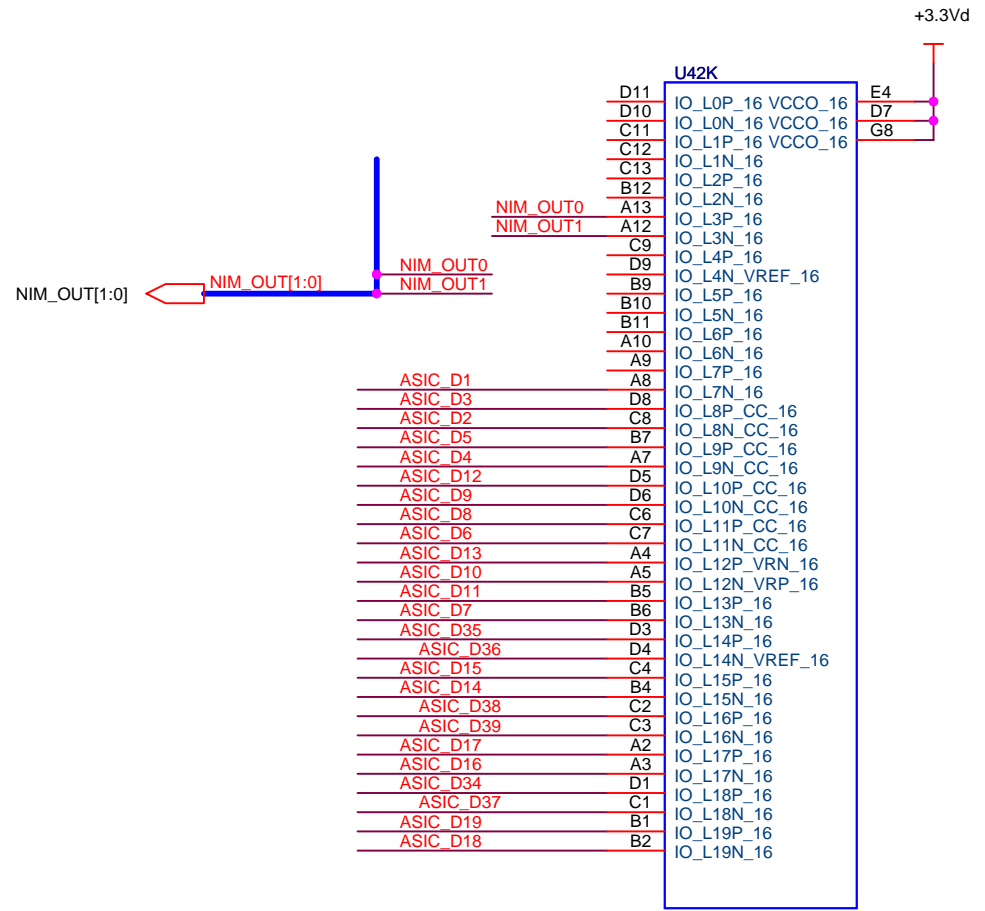 +3.3Vd
U42K
D11 IO_L0P_16 VCCO_16 E4
D10 IO_L0N_16 VCCO_16 D7
C11 IO_L1P_16 VCCO_16 G8
C12 IO_L1N_16
C13 IO_L2P_16
B12 IO_L2N_16
NIM_OUT0 A13 IO_L3P_16
NIM_OUT1 A12 IO_L3N_16
C9 IO_L4P_16
NIM_OUT0 D9 IO_L4N_VREF_16
NIM_OUT[1:0] NIM_OUT[1:0] NIM_OUT1 B9 IO_L5P_16
B10 IO_L5N_16
B11 IO_L6P_16
A10 IO_L6N_16
A9 IO_L7P_16
ASIC_D1 A8 IO_L7N_16
ASIC_D3 D8 IO_L8P_CC_16
ASIC_D2 C8 IO_L8N_CC_16
ASIC_D5 B7 IO_L9P_CC_16
ASIC_D4 A7 IO_L9N_CC_16
ASIC_D12 D5 IO_L10P_CC_16
ASIC_D9 D6 IO_L10N_CC_16
ASIC_D8 C6 IO_L11P_CC_16
ASIC_D6 C7 IO_L11N_CC_16
ASIC_D13 A4 IO_L12P_VRN_16
ASIC_D10 A5 IO_L12N_VRP_16
ASIC_D11 B5 IO_L13P_16
ASIC_D7 B6 IO_L13N_16
ASIC_D35 D3 IO_L14P_16
ASIC_D36 D4 IO_L14N_VREF_16
ASIC_D15 C4 IO_L15P_16
ASIC_D14 B4 IO_L15N_16
ASIC_D38 C2 IO_L16P_16
ASIC_D39 C3 IO_L16N_16
ASIC_D17 A2 IO_L17P_16
ASIC_D16 A3 IO_L17N_16
ASIC_D34 D1 IO_L18P_16
ASIC_D37 C1 IO_L18N_16
ASIC_D19 B1 IO_L19P_16
ASIC_D18 B2 IO_L19N_16